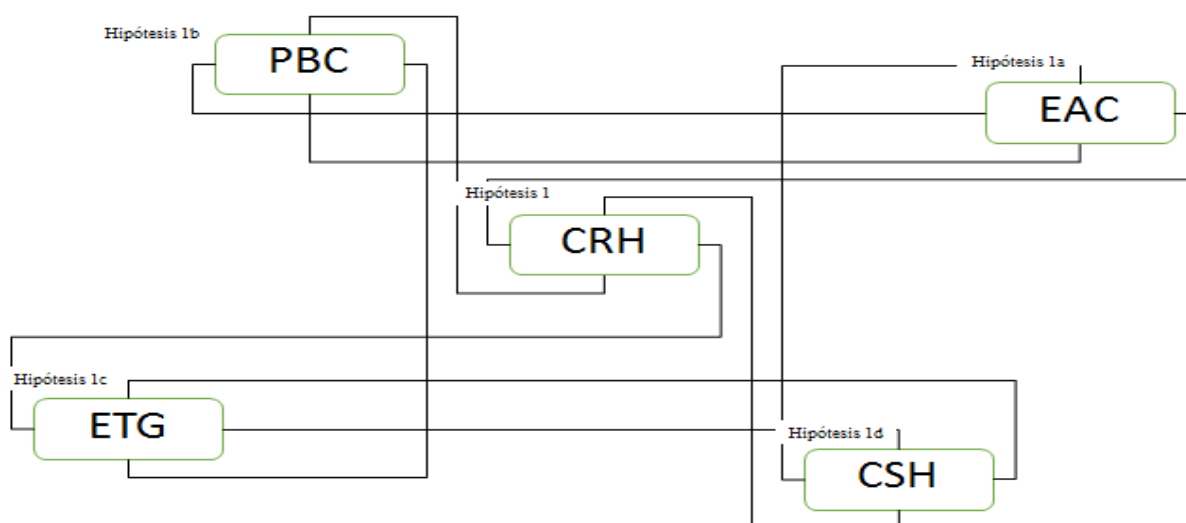 Hipótesis 1b
PBC
Hipótesis 1a
EAC
Hipótesis 1
CRH
Hipótesis 1c
ETG
Hipótesis 1d
CSH